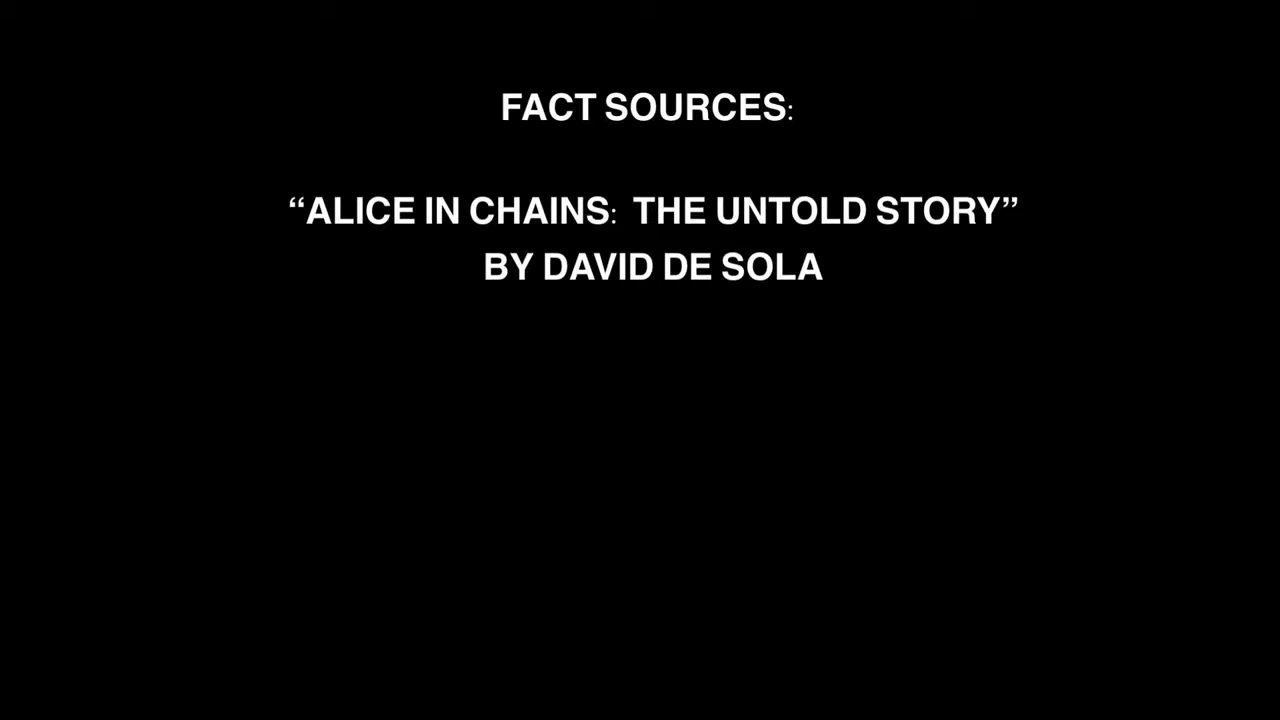 FACT SOURCES:
“ALICE IN CHAINS:  THE UNTOLD STORY”
BY DAVID DE SOLA